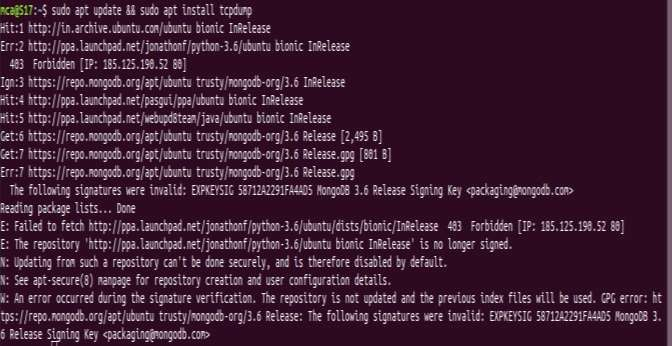 mca@S17:~$ sudo apt update && sudo apt install tcpdump
Hit:1 http://in.archive.ubuntu.com/ubuntu bionic InRelease
Err:2 http://ppa.launchpad.net/jonathonf/python-3.6/ubuntu bionic InRelease
  403  Forbidden [IP: 185.125.190.52 80]
Ign:3 https://repo.mongodb.org/apt/ubuntu trusty/mongodb-org/3.6 InRelease
Hit:4 http://ppa.launchpad.net/pasgui/ppa/ubuntu bionic InRelease
Hit:5 http://ppa.launchpad.net/webupd8team/java/ubuntu bionic InRelease
Get:6 https://repo.mongodb.org/apt/ubuntu trusty/mongodb-org/3.6 Release [2,495 B]
Get:7 https://repo.mongodb.org/apt/ubuntu trusty/mongodb-org/3.6 Release.gpg [801 B]
Err:7 https://repo.mongodb.org/apt/ubuntu trusty/mongodb-org/3.6 Release.gpg
  The following signatures were invalid: EXPKEYSIG 58712A2291FA4AD5 MongoDB 3.6 Release Signing Key <packaging@mongodb.com>
Reading package lists... Done
E: Failed to fetch http://ppa.launchpad.net/jonathonf/python-3.6/ubuntu/dists/bionic/InRelease  403  Forbidden [IP: 185.125.190.52 80]
E: The repository 'http://ppa.launchpad.net/jonathonf/python-3.6/ubuntu bionic InRelease' is no longer signed.
N: Updating from such a repository can't be done securely, and is therefore disabled by default.
N: See apt-secure(8) manpage for repository creation and user configuration details.
W: An error occurred during the signature verification. The repository is not updated and the previous index files will be used. GPG error: ht
tps://repo.mongodb.org/apt/ubuntu trusty/mongodb-org/3.6 Release: The following signatures were invalid: EXPKEYSIG 58712A2291FA4AD5 MongoDB 3.
6 Release Signing Key <packaging@mongodb.com>